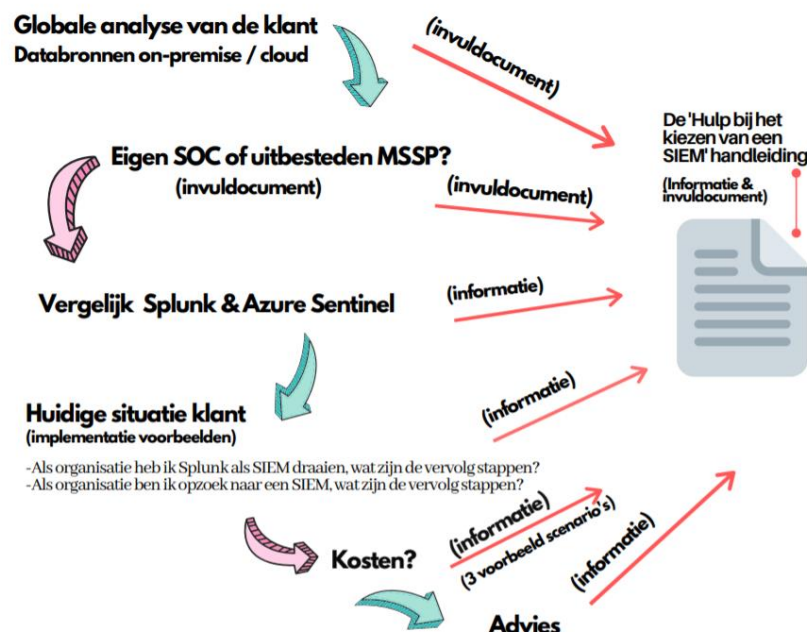 Globale analyse van de klant
Databronnen on-premise / cloud
(invuldocument)
De 'Hulp bij het
kiezen van een
SIEM' handleiding
(Informatie &
invuldocument)
Eigen SOC of uitbesteden MSSP?
(invuldocument)
(invuldocument)
Vergelijk Splunk & Azure Sentinel
(informatie)
Huidige situatie klant
(implementatie voorbeelden)
(informatie)
-Als organisatie heb ik Splunk als SIEM draaien, wat zijn de vervolg stappen?
-Als organisatie ben ik opzoek naar een SIEM, wat zijn de vervolg stappen?
Kosten?
(informatie)
(3 voorbeeld scenario's)
(informatie)
Advies